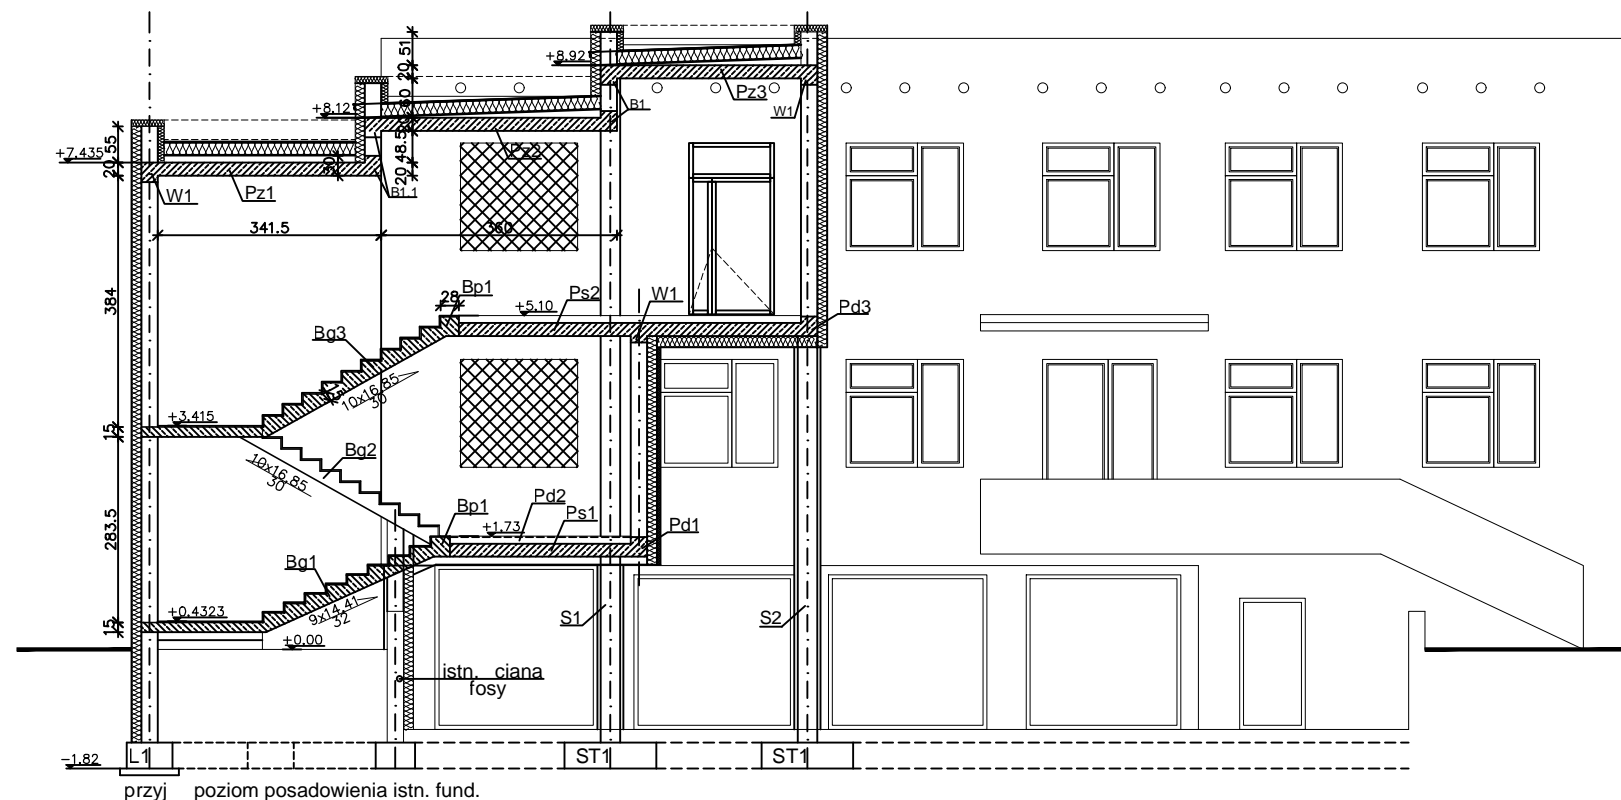 51
+8.92
20
Pz3
60
+8.12
B1
W1
55
48.5
Pz2
+7.435
20
30
20
B1.1
W1
Pz1
341.5
360
28
Bp1
Ps2
W1
+5.10
Pd3
384
Bg3
10x16.85
30
+3.415
15
Bg2
10x16.85
30
Pd2
Bp1
Ps1
+1.73
Pd1
283.5
Bg1
+0.4323
9x14.41
32
S1
S2
15
+0.00
istn. ciana
fosy
-1.82
L1
ST1
ST1
przyj poziom posadowienia istn. fund.